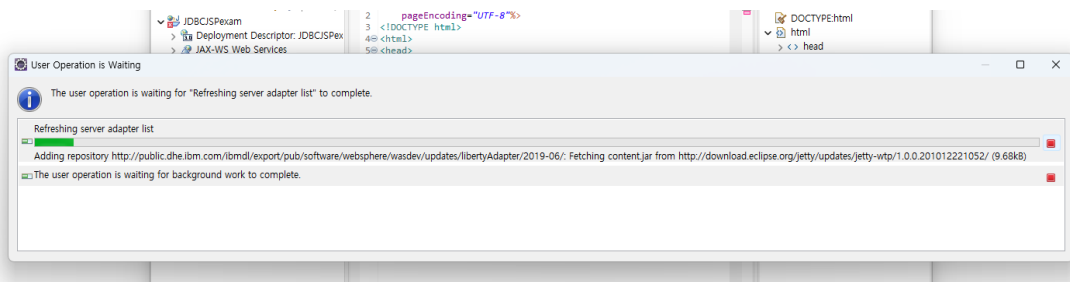 JDBCJSPexam
Deployment Descriptor: JDBCJSPex
JAX-WS Web Services
2 pageEncoding="UTF-8"%>
3 <!DOCTYPE html>
4 <html>
5 <head>
DOCTYPE:html
html
head
User Operation is Waiting
The user operation is waiting for "Refreshing server adapter list" to complete.
Refreshing server adapter list
Adding repository http://public.dhe.ibm.com/ibmdl/export/pub/software/websphere/wasdev/updates/libertyAdapter/2019-06/: Fetching content.jar from http://download.eclipse.org/jetty/updates/jetty-wtp/1.0.0.201012221052/ (9.68kB)
The user operation is waiting for background work to complete.